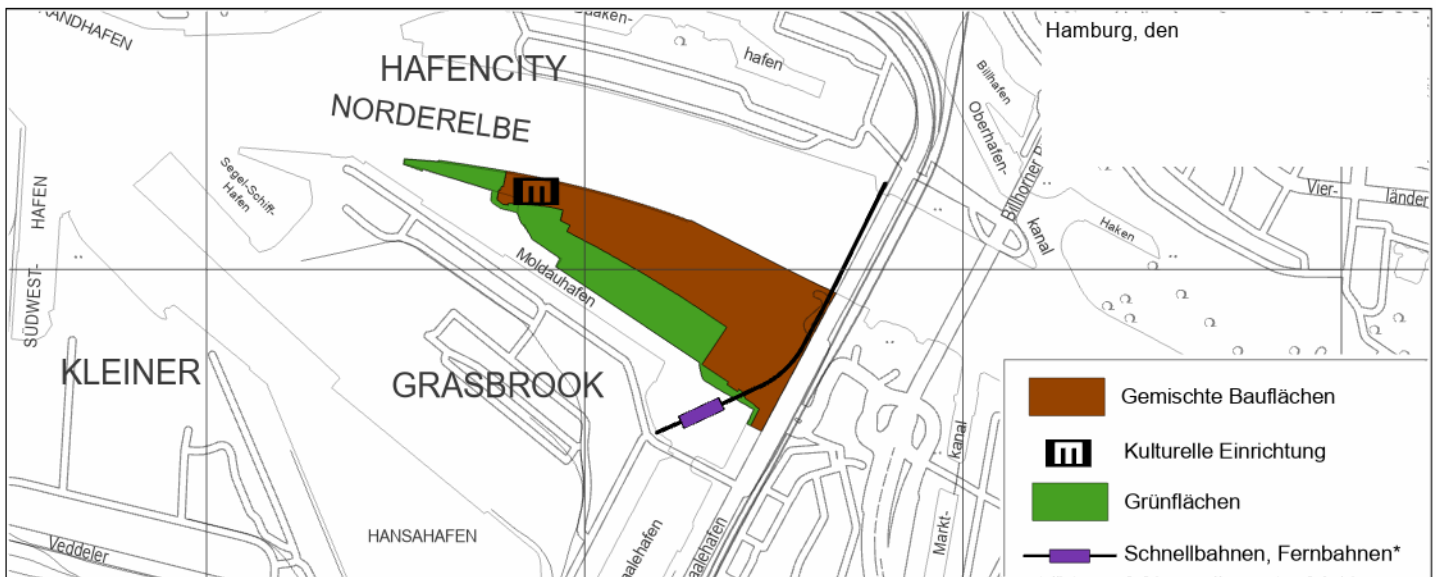 HAFENCITY
NORDERELBE
hafen
Hamburg, den
Billhafen
Oberhafen-
kanal
Vier-
länder
Haken
Segel-Schiff-
Hafen
SÜDWEST-
HAFEN
Moldauhafen
KLEINER
GRASBROOK
HANSAHAFEN
Veddeler
kanal
Markt-
Gemischte Bauflächen
Kulturelle Einrichtung
Grünflächen
Schnellbahnen, Fernbahnen*